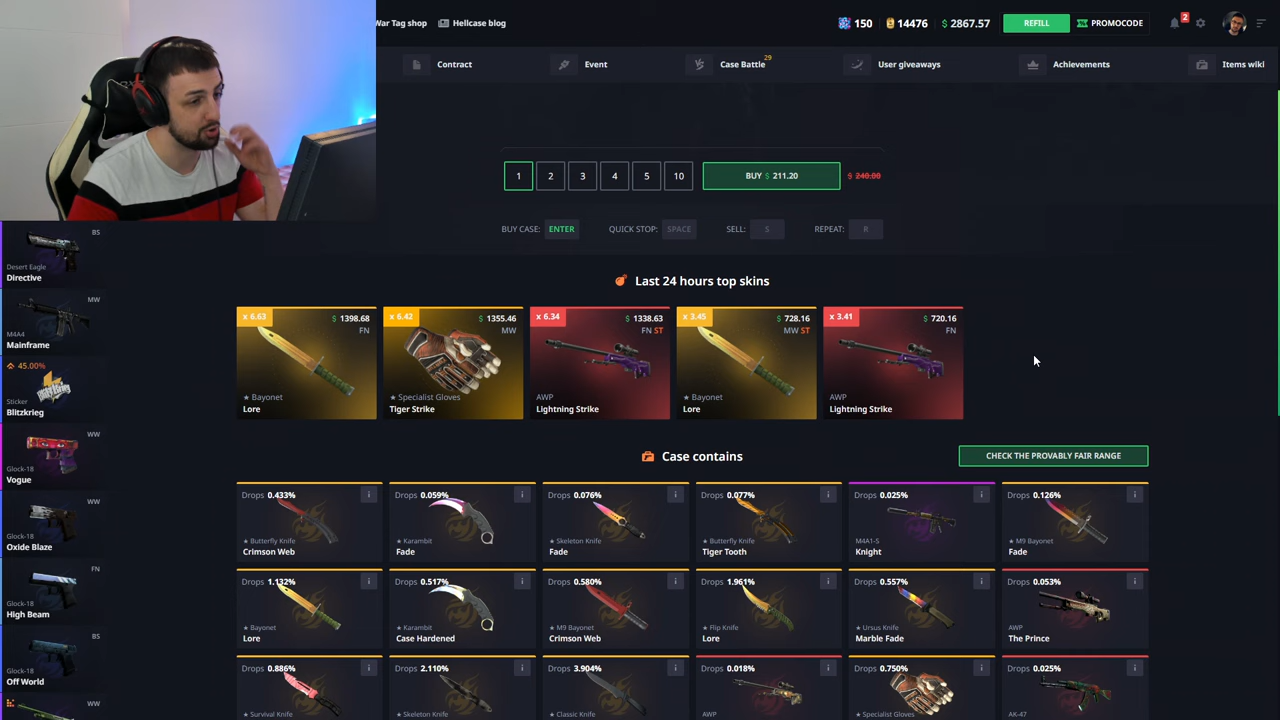 War Tag shop
Hellcase blog
150
14476
$ 2867.57
REFILL
PROMOCODE
2
Contract
Event
Case Battle 29
User giveaways
Achievements
Items wiki
1
2
3
4
5
10
BUY $ 211.20
$ 240.00
BUY CASE: ENTER
QUICK STOP: SPACE
SELL: S
REPEAT: R
Last 24 hours top skins
x 6.63
$ 1398.68
FN
★ Bayonet
Lore
x 6.42
$ 1355.46
MW
★ Specialist Gloves
Tiger Strike
x 6.34
$ 1338.63
FN ST
AWP
Lightning Strike
x 3.45
$ 728.16
MW ST
★ Bayonet
Lore
x 3.41
$ 720.16
FN
AWP
Lightning Strike
Case contains
CHECK THE PROVABLY FAIR RANGE
Drops 0.433%
★ Butterfly Knife
Crimson Web
Drops 0.059%
★ Karambit
Fade
Drops 0.076%
★ Skeleton Knife
Fade
Drops 0.077%
★ Butterfly Knife
Tiger Tooth
Drops 0.025%
M4A1-S
Knight
Drops 0.126%
★ M9 Bayonet
Fade
Drops 1.132%
★ Bayonet
Lore
Drops 0.517%
★ Karambit
Case Hardened
Drops 0.580%
★ M9 Bayonet
Crimson Web
Drops 1.961%
★ Flip Knife
Lore
Drops 0.557%
★ Ursus Knife
Marble Fade
Drops 0.053%
AWP
The Prince
Drops 0.886%
★ Survival Knife
Drops 2.110%
★ Skeleton Knife
Drops 3.904%
★ Classic Knife
Drops 0.018%
AWP
Drops 0.750%
★ Specialist Gloves
Drops 0.025%
AK-47
BS
Desert Eagle
Directive
MW
M4A4
Mainframe
45.00%
Sticker
Blitzkrieg
WW
Glock-18
Vogue
WW
Glock-18
Oxide Blaze
FN
Glock-18
High Beam
BS
Glock-18
Off World
WW